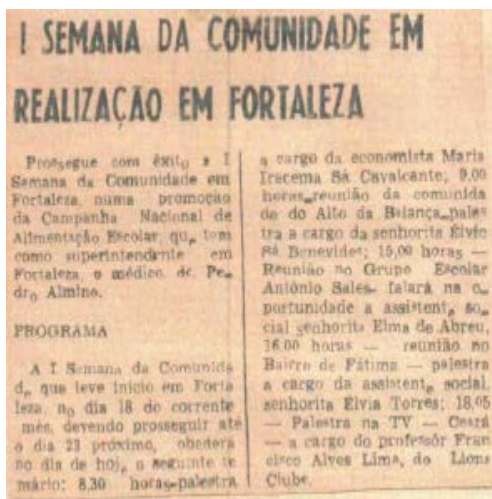 I SEMANA DA COMUNIDADE EM
REALIZAÇÃO EM FORTALEZA
Prossegue com êxito a I
Semana da Comunidade em
Fortaleza, numa promoção
da Campanha Nacional de
Alimentação Escolar, que tem
como superintendente em
Fortaleza, o médico, dr. Pe-
dro Almino.
PROGRAMA
A I Semana da Comunida
de que teve início em Forta
leza, no dia 18 do corrente
mês, devendo prosseguir até
o dia 23 próximo, obedera
no dia de hoje o seguinte te
mário: 8,30 horas-palestra
a cargo da economista Maria
Iracema Sá Cavalcante; 9,00
horas-reunião da comunida
de do Alto da Balança-pales
tra a cargo da senhorita Elvie
Sá Benevides; 15,00 horas —
Reunião no Grupo Escolar
Antônio Sales- falará na o-
portunidade a assistente so-
cial senhorita Elma de Abreu,
16,00 horas — reunião no
Bairro de Fátima — palestra
a cargo da assistente social,
senhorita Elvia Torres; 18,05
— Palestra na TV — Ceará
— a cargo do professor Fran
cisco Alves Lima, do Lions
Clube.